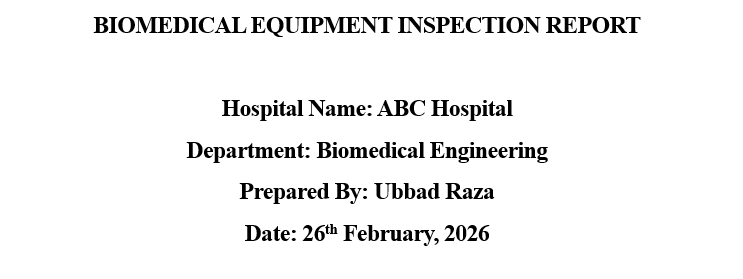 BIOMEDICAL EQUIPMENT INSPECTION REPORT
Hospital Name: ABC Hospital
Department: Biomedical Engineering
Prepared By: Ubbad Raza
Date: 26th February, 2026